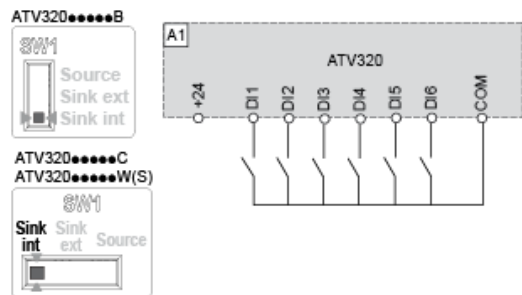 ATV320●●●●●B
SW1
Source
Sink ext
Sink int
ATV320●●●●●C
ATV320●●●●●W(S)
SW1
Sink int
Sink ext
Source
A1
ATV320
+24
DI1
DI2
DI3
DI4
DI5
DI6
COM